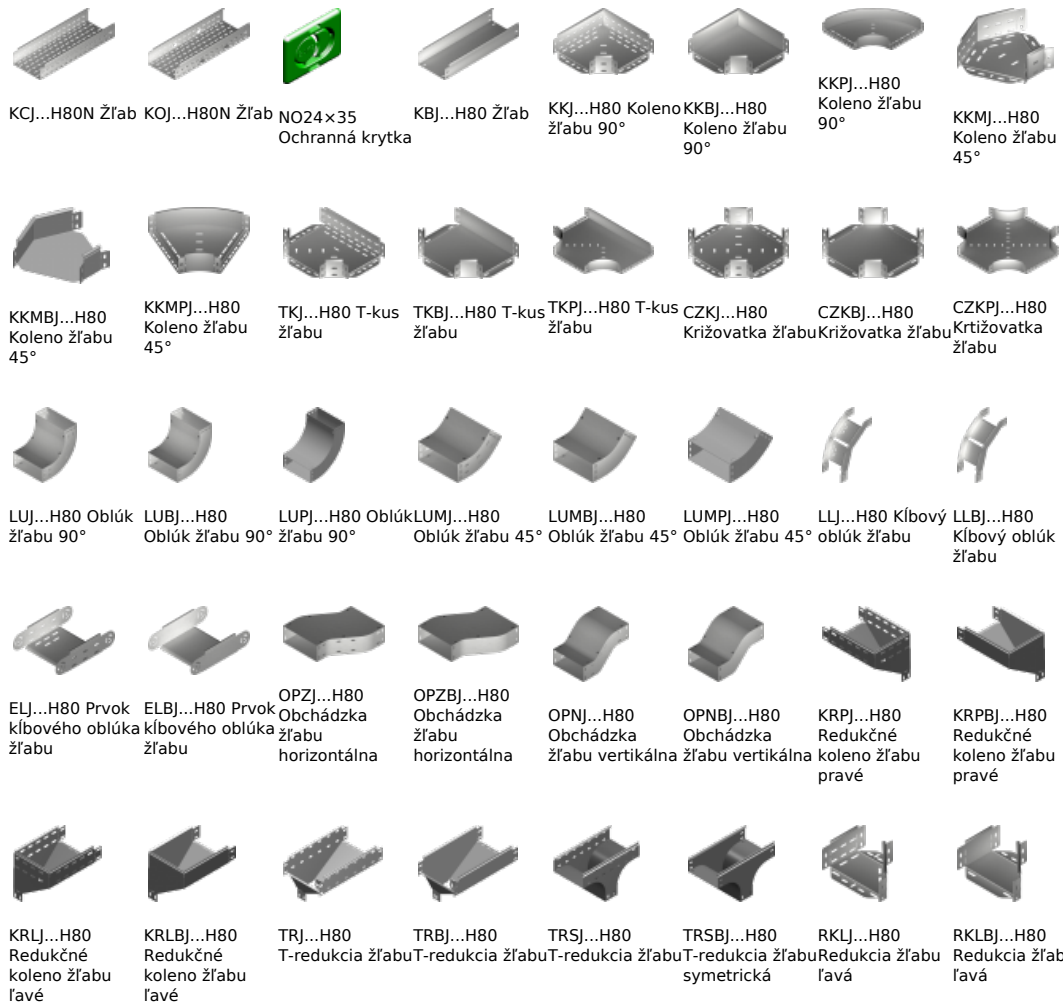 KCJ...H80N Žľab
KOJ...H80N Žľab
NO24×35
Ochranná krytka
KBJ...H80 Žľab
KKJ...H80 Koleno
žľabu 90°
KKBJ...H80
Koleno žľabu
90°
KKPJ...H80
Koleno žľabu
90°
KKMJ...H80
Koleno žľabu
45°
KKMBJ...H80
Koleno žľabu
45°
KKMPJ...H80
Koleno žľabu
45°
TKJ...H80 T-kus
žľabu
TKBJ...H80 T-kus
žľabu
TKPJ...H80 T-kus
žľabu
CZKJ...H80
Križovatka žľabu
CZKBJ...H80
Križovatka žľabu
CZKPJ...H80
Krtižovatka
žľabu
LUJ...H80 Oblúk
žľabu 90°
LUBJ...H80
Oblúk žľabu 90°
LUPJ...H80 Oblúk
žľabu 90°
LUMJ...H80
Oblúk žľabu 45°
LUMBJ...H80
Oblúk žľabu 45°
LUMPJ...H80
Oblúk žľabu 45°
LLJ...H80 Kĺbový
oblúk žľabu
LLBJ...H80
Kĺbový oblúk
žľabu
ELJ...H80 Prvok
kĺbového oblúka
žľabu
ELBJ...H80 Prvok
kĺbového oblúka
žľabu
OPZJ...H80
Obchádzka
žľabu
horizontálna
OPZBJ...H80
Obchádzka
žľabu
horizontálna
OPNJ...H80
Obchádzka
žľabu vertikálna
OPNBJ...H80
Obchádzka
žľabu vertikálna
KRPJ...H80
Redukčné
koleno žľabu
pravé
KRPBJ...H80
Redukčné
koleno žľabu
pravé
KRLJ...H80
Redukčné
koleno žľabu
ľavé
KRLBJ...H80
Redukčné
koleno žľabu
ľavé
TRJ...H80
T-redukcia žľabu
TRBJ...H80
T-redukcia žľabu
TRSJ...H80
T-redukcia žľabu
TRSBJ...H80
T-redukcia žľabu
symetrická
RKLJ...H80
Redukcia žľabu
ľavá
RKLBJ...H80
Redukcia žľab
ľavá